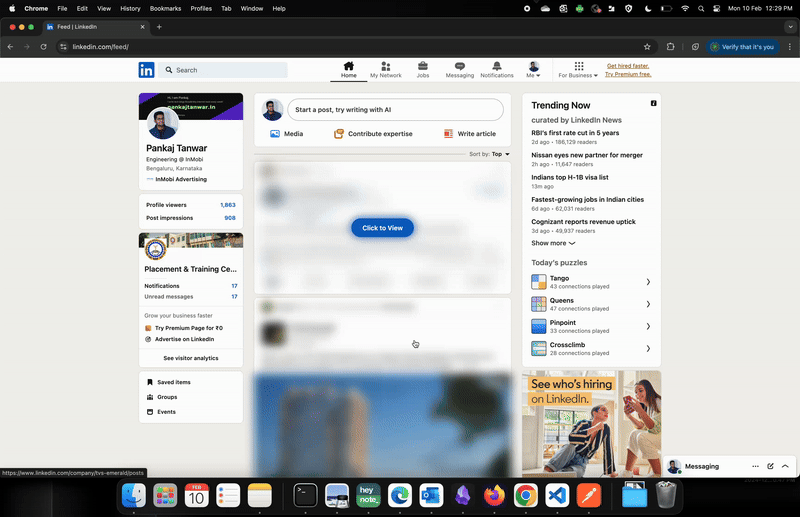 Chrome File Edit View History Bookmarks Profiles Tab Window Help
Mon 10 Feb 12:29 PM
Feed | LinkedIn
linkedin.com/feed/
Verify that it's you
in
Search
Home
My Network
Jobs
Messaging
Notifications
Me
For Business
Get hired faster.
Try Premium free.
Hi, I am Pankaj,
pankajtanwar.in
Pankaj Tanwar
Engineering @ InMobi
Bengaluru, Karnataka
InMobi Advertising
Profile viewers 1,863
Post impressions 908
Placement & Training Ce...
Notifications 17
Unread messages 17
Grow your business faster
Try Premium Page for ₹0
Advertise on LinkedIn
See visitor analytics
Saved items
Groups
Events
Start a post, try writing with AI
Media
Contribute expertise
Write article
Sort by: Top
Click to View
Trending Now
curated by LinkedIn News
RBI's first rate cut in 5 years
2d ago • 186,129 readers
Nissan eyes new partner for merger
2h ago • 11,647 readers
Indians top H-1B visa list
13m ago
Fastest-growing jobs in Indian cities
6d ago • 62,031 readers
Cognizant reports revenue uptick
3d ago • 49,937 readers
Show more
Today's puzzles
Tango
43 connections played
Queens
47 connections played
Pinpoint
33 connections played
Crossclimb
28 connections played
See who's hiring
on LinkedIn.
Messaging
https://www.linkedin.com/company/tvs-emerald/posts
FEB
10
hey
note_